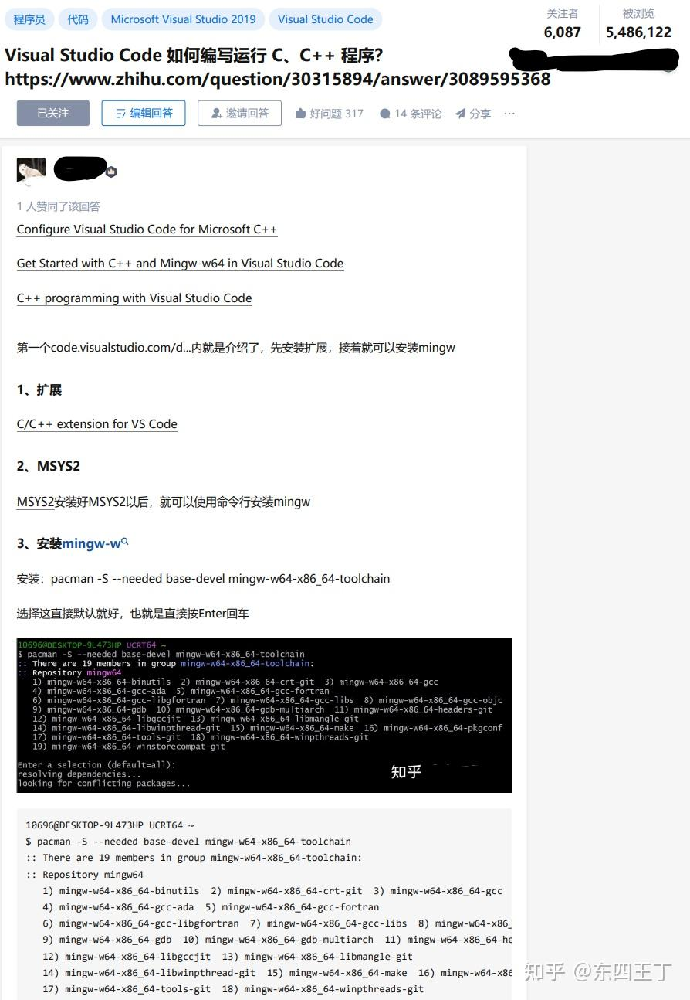 程序员 代码 Microsoft Visual Studio 2019 Visual Studio Code
关注者 被浏览
6,087 5,486,122
Visual Studio Code 如何编写运行 C、C++ 程序?
https://www.zhihu.com/question/30315894/answer/3089595368
已关注 编辑回答 邀请回答 好问题 317 14 条评论 分享 ···
1 人赞同了该回答
Configure Visual Studio Code for Microsoft C++
Get Started with C++ and Mingw-w64 in Visual Studio Code
C++ programming with Visual Studio Code
第一个code.visualstudio.com/d...内就是介绍了，先安装扩展，接着就可以安装mingw
1、扩展
C/C++ extension for VS Code
2、MSYS2
MSYS2安装好MSYS2以后，就可以使用命令行安装mingw
3、安装mingw-w
安装：pacman -S --needed base-devel mingw-w64-x86_64-toolchain
选择这直接默认就好，也就是直接按Enter回车
10696@DESKTOP-9L473HP UCRT64 ~
$ pacman -S --needed base-devel mingw-w64-x86_64-toolchain
:: There are 19 members in group mingw-w64-x86_64-toolchain:
:: Repository mingw64
1) mingw-w64-x86_64-binutils 2) mingw-w64-x86_64-crt-git 3) mingw-w64-x86_64-gcc
4) mingw-w64-x86_64-gcc-ada 5) mingw-w64-x86_64-gcc-fortran
6) mingw-w64-x86_64-gcc-libgfortran 7) mingw-w64-x86_64-gcc-libs 8) mingw-w64-x86_64-gcc-objc
9) mingw-w64-x86_64-gdb 10) mingw-w64-x86_64-gdb-multiarch 11) mingw-w64-x86_64-headers-git
12) mingw-w64-x86_64-libgccjit 13) mingw-w64-x86_64-libmangle-git
14) mingw-w64-x86_64-libwinpthread-git 15) mingw-w64-x86_64-make 16) mingw-w64-x86_64-pkgconf
17) mingw-w64-x86_64-tools-git 18) mingw-w64-x86_64-winpthreads-git
19) mingw-w64-x86_64-winstorecompat-git
Enter a selection (default=all):
resolving dependencies...
looking for conflicting packages...
知乎
10696@DESKTOP-9L473HP UCRT64 ~
$ pacman -S --needed base-devel mingw-w64-x86_64-toolchain
:: There are 19 members in group mingw-w64-x86_64-toolchain:
:: Repository mingw64
1) mingw-w64-x86_64-binutils 2) mingw-w64-x86_64-crt-git 3) mingw-w64-x86_64-gcc
4) mingw-w64-x86_64-gcc-ada 5) mingw-w64-x86_64-gcc-fortran
6) mingw-w64-x86_64-gcc-libgfortran 7) mingw-w64-x86_64-gcc-libs 8) mingw-w64-x86_
9) mingw-w64-x86_64-gdb 10) mingw-w64-x86_64-gdb-multiarch 11) mingw-w64-x86_64-he
12) mingw-w64-x86_64-libgccjit 13) mingw-w64-x86_64-libmangle-git
14) mingw-w64-x86_64-libwinpthread-git 15) mingw-w64-x86_64-make 16) mingw-w64-x86
17) mingw-w64-x86_64-tools-git 18) mingw-w64-x86_64-winpthreads-git
知乎 @东四王丁